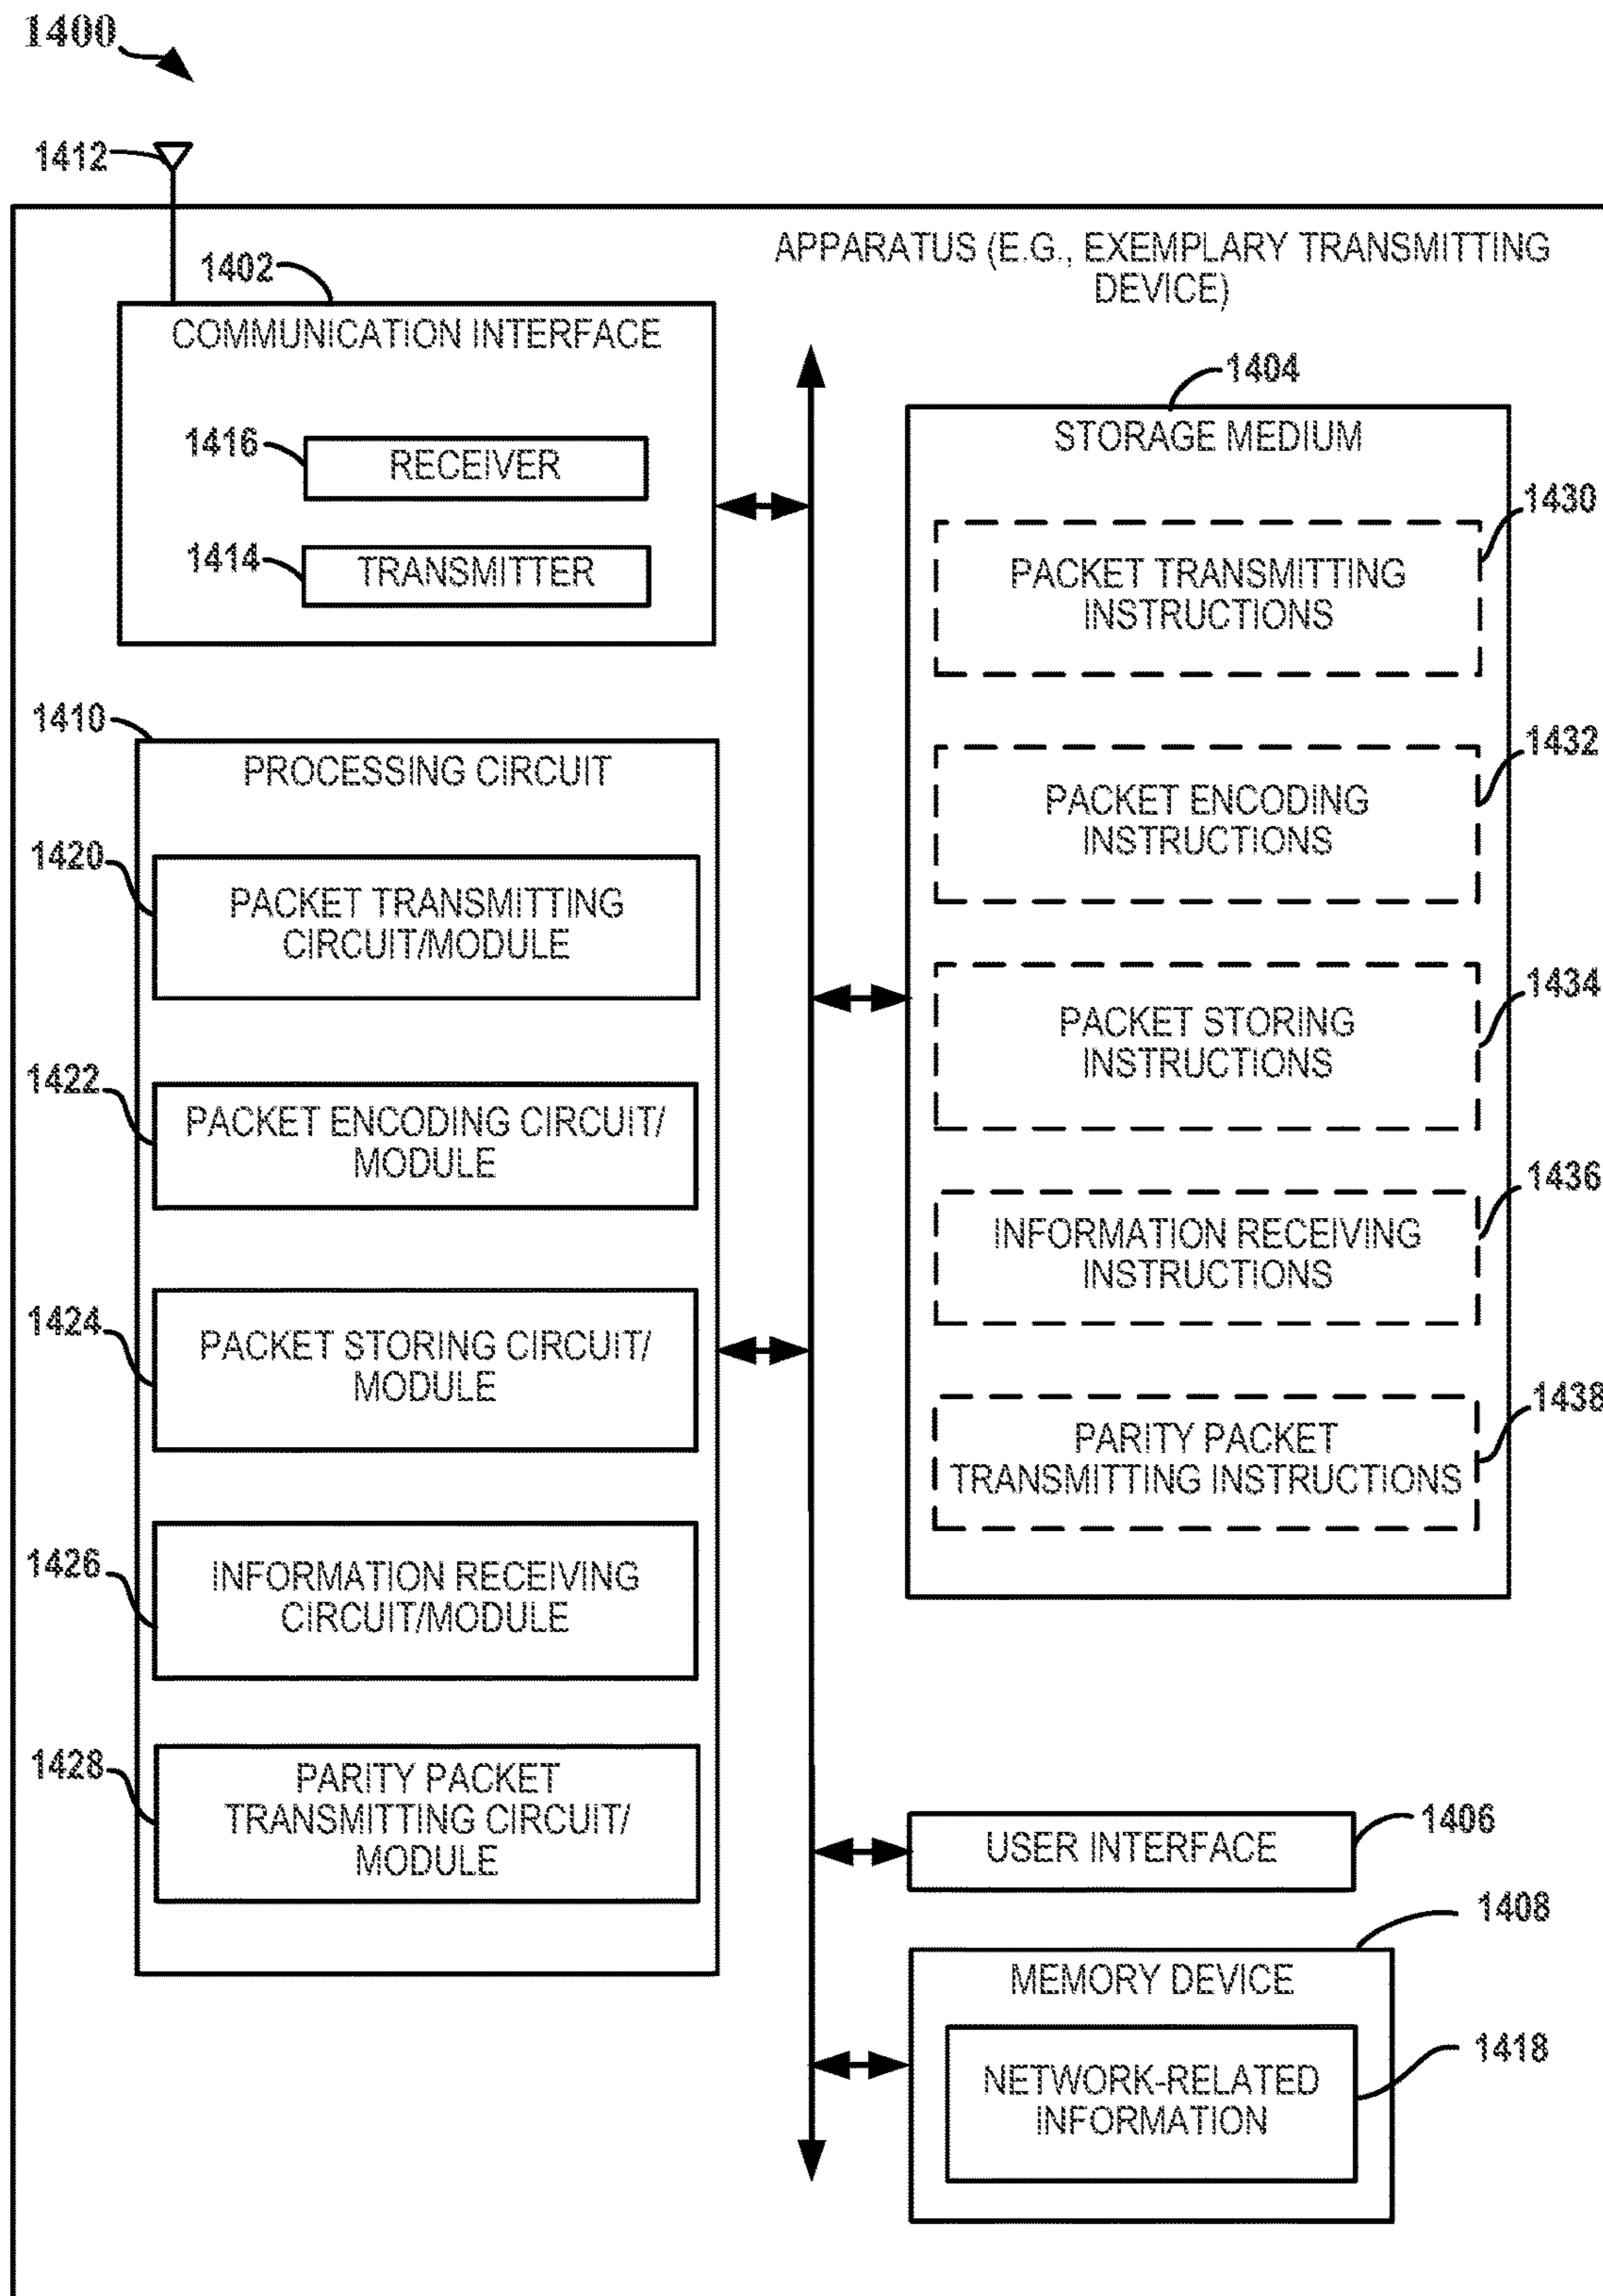 1400
1412
APPARATUS (E.G., EXEMPLARY TRANSMITTING
DEVICE)
1402
COMMUNICATION INTERFACE
1416
RECEIVER
1414
TRANSMITTER
1404
STORAGE MEDIUM
1430
PACKET TRANSMITTING
INSTRUCTIONS
1432
PACKET ENCODING
INSTRUCTIONS
1434
PACKET STORING
INSTRUCTIONS
1436
INFORMATION RECEIVING
INSTRUCTIONS
1438
PARITY PACKET
TRANSMITTING INSTRUCTIONS
1410
PROCESSING CIRCUIT
1420
PACKET TRANSMITTING
CIRCUIT/MODULE
1422
PACKET ENCODING CIRCUIT/
MODULE
1424
PACKET STORING CIRCUIT/
MODULE
1426
INFORMATION RECEIVING
CIRCUIT/MODULE
1428
PARITY PACKET
TRANSMITTING CIRCUIT/
MODULE
1406
USER INTERFACE
1408
MEMORY DEVICE
1418
NETWORK-RELATED
INFORMATION